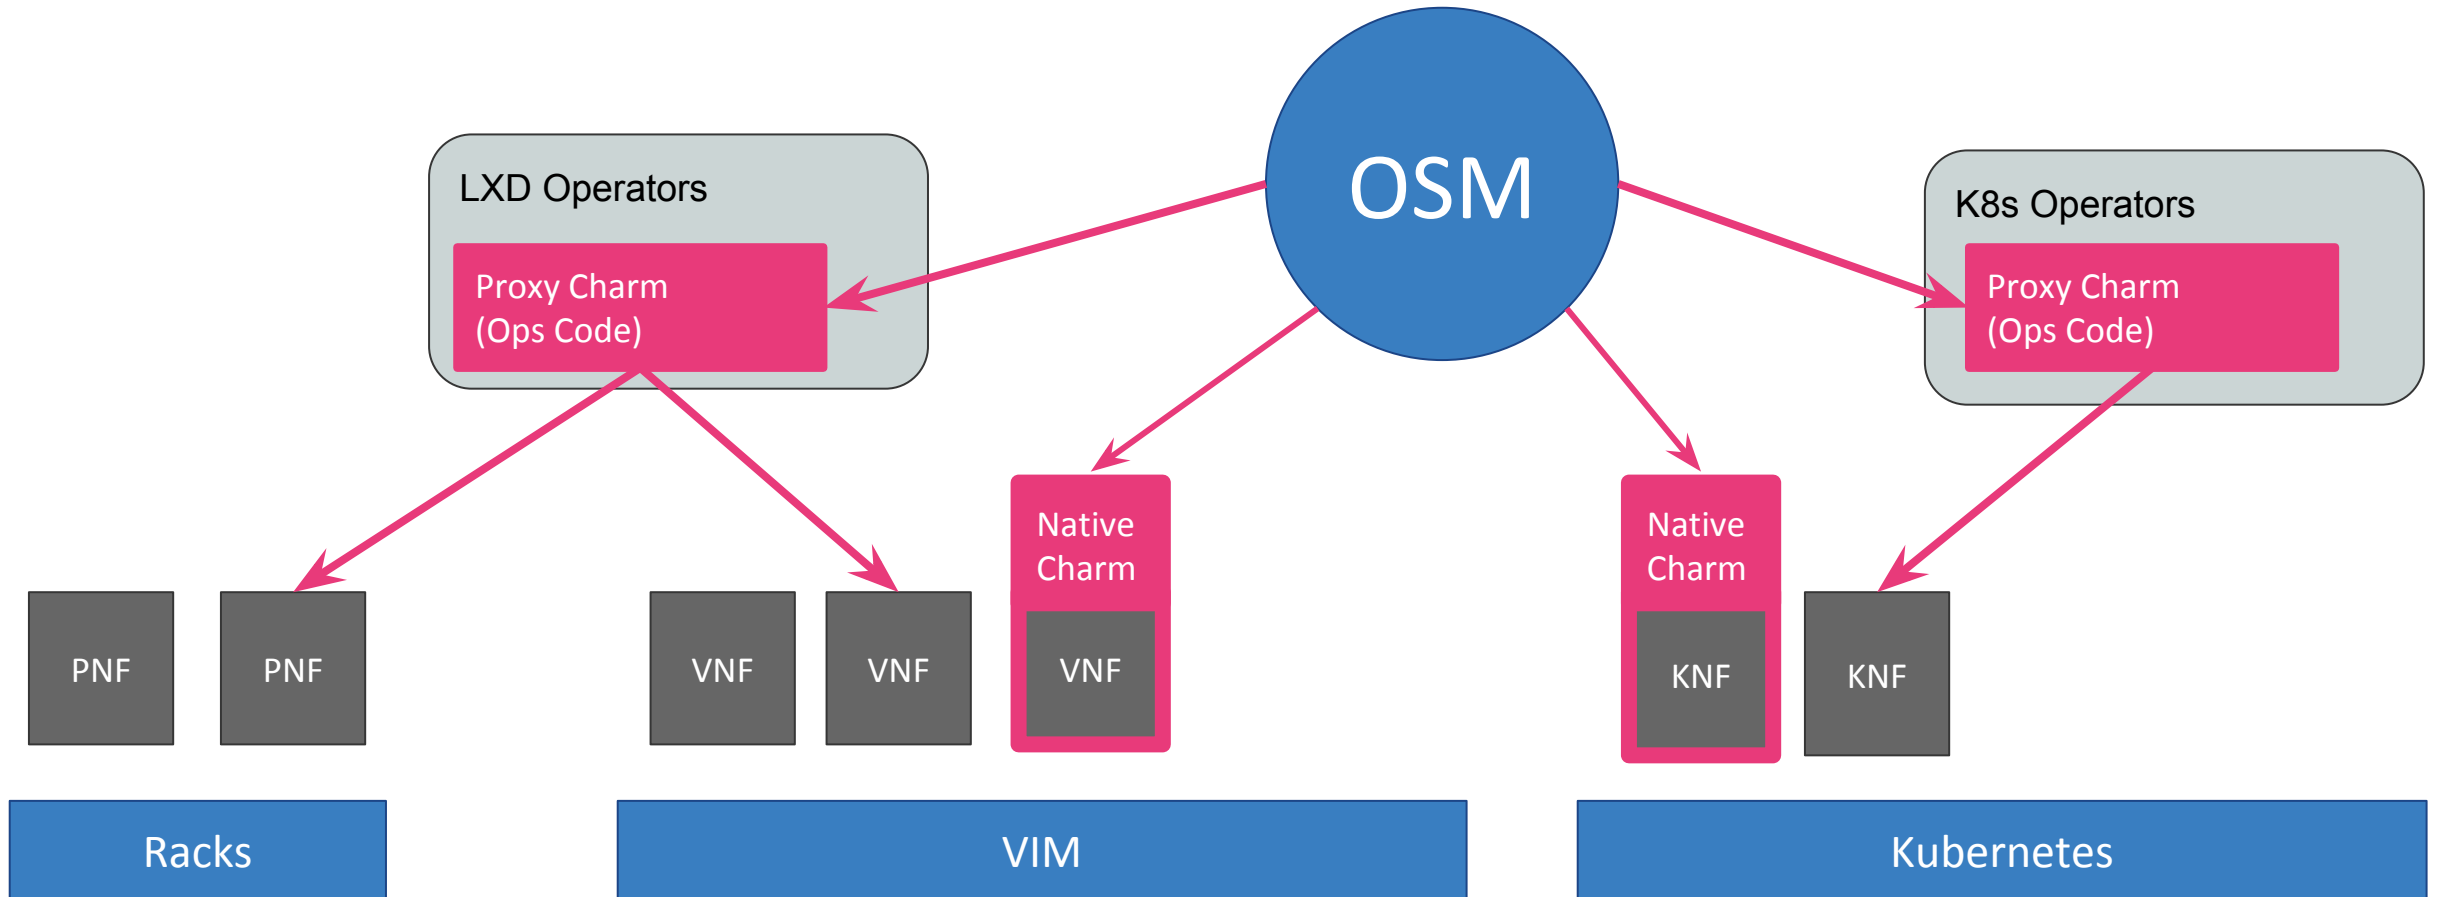 OSM
LXD Operators
Proxy Charm
(Ops Code)
K8s Operators
Proxy Charm
(Ops Code)
Native
Charm
Native
Charm
PNF
PNF
VNF
VNF
VNF
KNF
KNF
Racks
VIM
Kubernetes